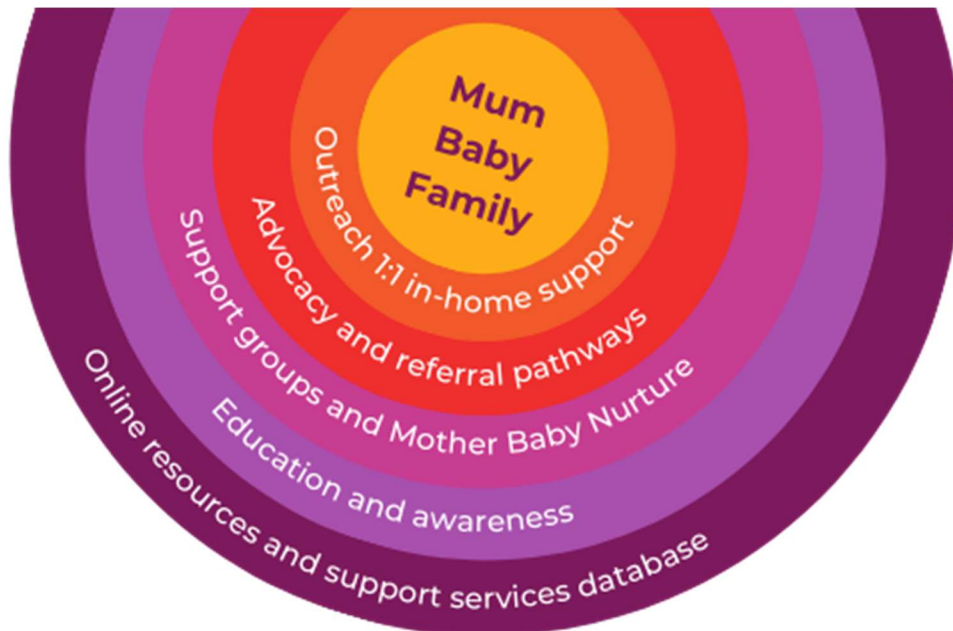 Mum
Baby
Family
Outreach 1:1 in-home support
Advocacy and referral pathways
Support groups and Mother Baby Nurture
Education and awareness
Online resources and support services database